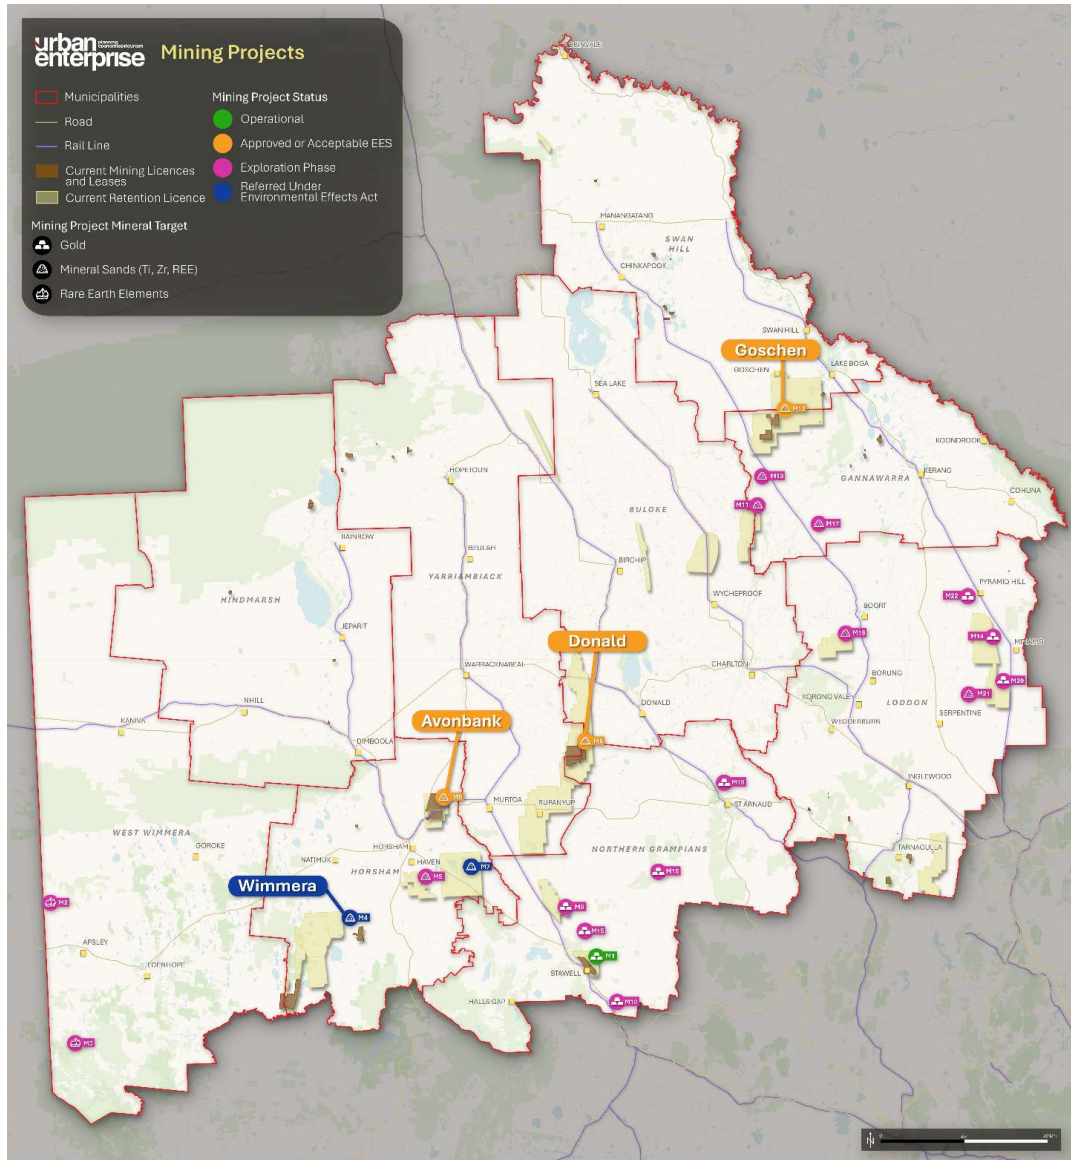 urban
enterprise
planning
economics&tourism
Mining Projects
Municipalities
Road
Rail Line
Current Mining Licences
and Leases
Current Retention Licence
Mining Project Mineral Target
Gold
Mineral Sands (Ti, Zr, REE)
Rare Earth Elements
Mining Project Status
Operational
Approved or Acceptable EES
Exploration Phase
Referred Under
Environmental Effects Act
MANANGATANG
SWAN
HILL
CHINKAPOOK
SWAN HILL
Goschen
GOSCHEN
LAKE BOGA
SEA LAKE
KOONDROOK
HOPETOUN
KERANG
M13
GANNAWARRA
COHUNA
M11
BULOKE
M17
RAINBOW
BEULAH
BIRCHIP
YARRIAMBIACK
HINDMARSH
PYRAMID HILL
M22
WYCHEPROOF
BOORT
JEPARIT
M14
Donald
WARRACKNABEAL
CHARLTON
BORUNG
M20
M21
KORONG VALE
LODDON
NHILL
DONALD
SERPENTINE
KANIVA
Avonbank
WEDDERBURN
DIMBOOLA
INGLEWOOD
MURTOA
RUPANYUP
ST ARNAUD
WEST WIMMERA
HORSHAM
NORTHERN GRAMPIANS
TARNAGULLA
GOROKE
NATIMUK
HAVEN
M7
HORSHAM
M5
Wimmera
M2
M9
M4
M15
APSLEY
M1
EDENHOPE
STAWELL
HALLS GAP
M10
M3
N